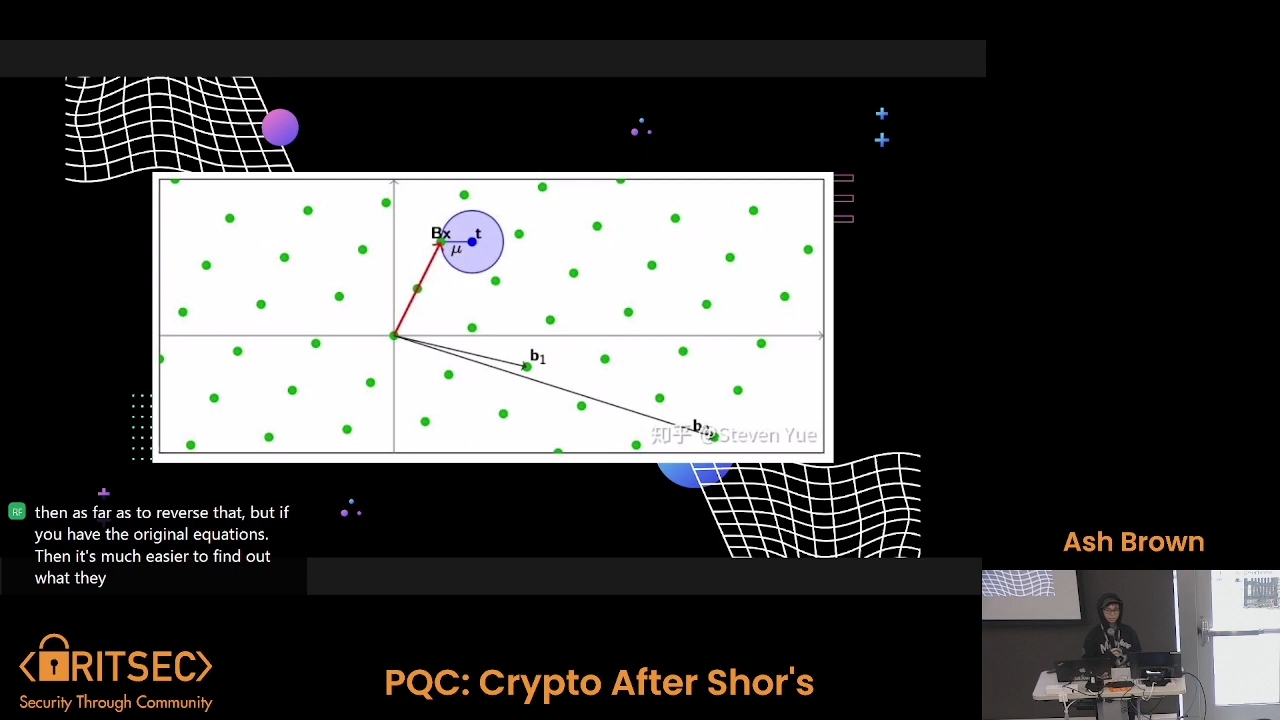 Bx
t
μ
b1
b
知乎 @Steven Yue
RF
then as far as to reverse that, but if
you have the original equations.
Then it's much easier to find out
what they
Ash Brown
RITSEC
Security Through Community
PQC: Crypto After Shor's